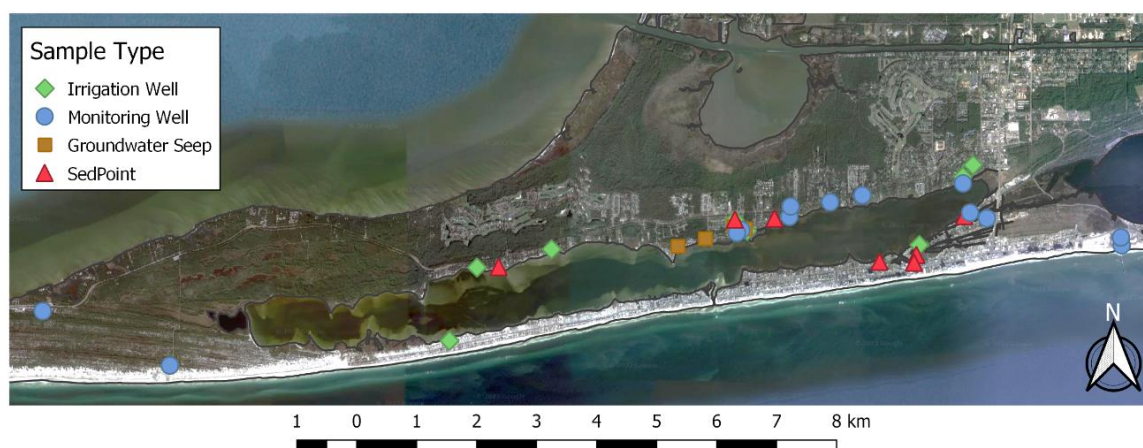 Sample Type
Irrigation Well
Monitoring Well
Groundwater Seep
SedPoint
N
1 0 1 2 3 4 5 6 7 8 km